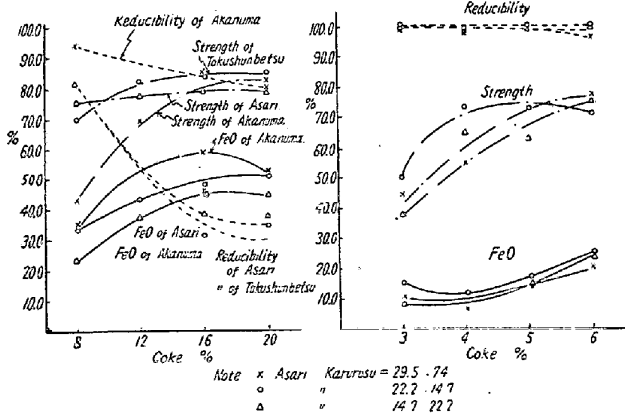 Reducibility of Akanuma
Strength of
Tokushunbetsu
Strength of Asari
Strength of Akanuma
FeO of Akanuma
FeO of Asari
FeO of Akanuma
Reducibility
of Asari
" of Tokushunbetsu
100.0
90.0
80.0
70.0
%
60.0
50.0
40.0
30.0
20.0
10.0
8 12 16 20
Coke %
Reducibility
Strength
FeO
100.0
90.0
80.0
70.0
%
60.0
50.0
40.0
30.0
20.0
10.0
3 4 5 6
Coke %
Note × Asari Karurusu = 29.5 : 7.4
○ " 22.2 : 14.7
△ " 14.7 : 22.2